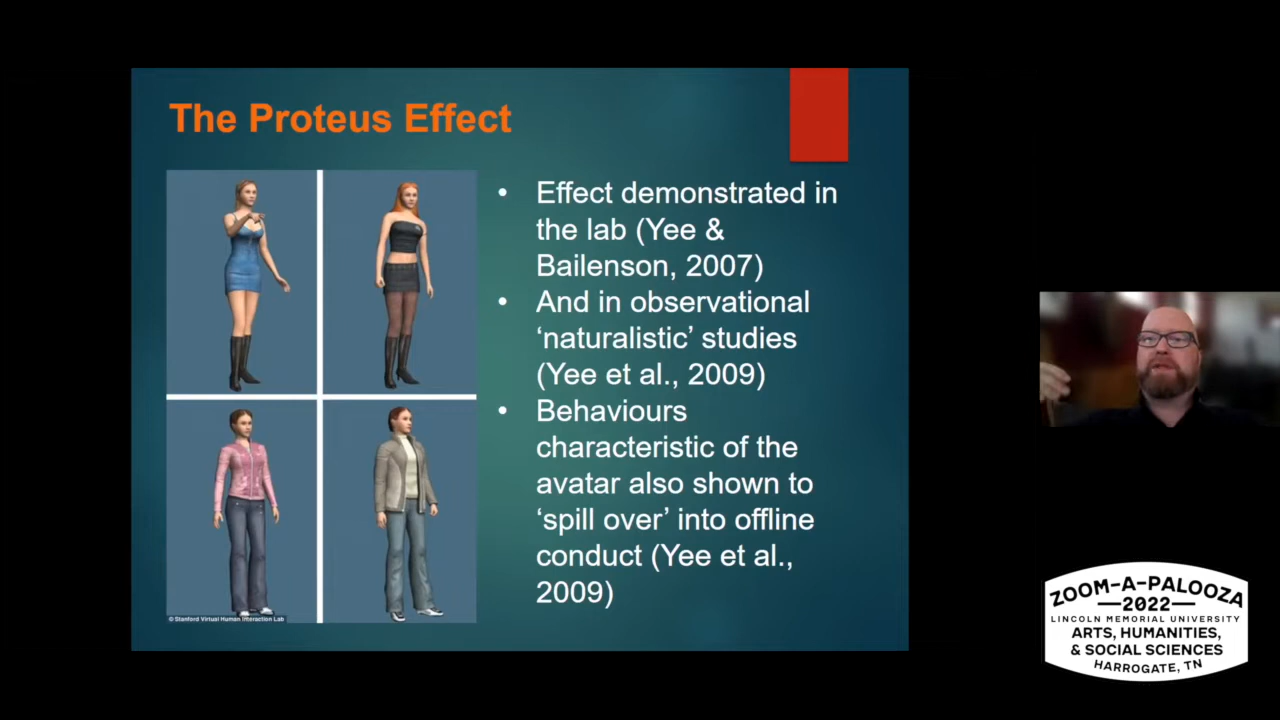 The Proteus Effect
• Effect demonstrated in
the lab (Yee &
Bailenson, 2007)
• And in observational
‘naturalistic’ studies
(Yee et al., 2009)
• Behaviours
characteristic of the
avatar also shown to
‘spill over’ into offline
conduct (Yee et al.,
2009)
© Stanford Virtual Human Interaction Lab
ZOOM-A-PALOOZA
—2022—
LINCOLN MEMORIAL UNIVERSITY
ARTS, HUMANITIES,
& SOCIAL SCIENCES
HARROGATE, TN